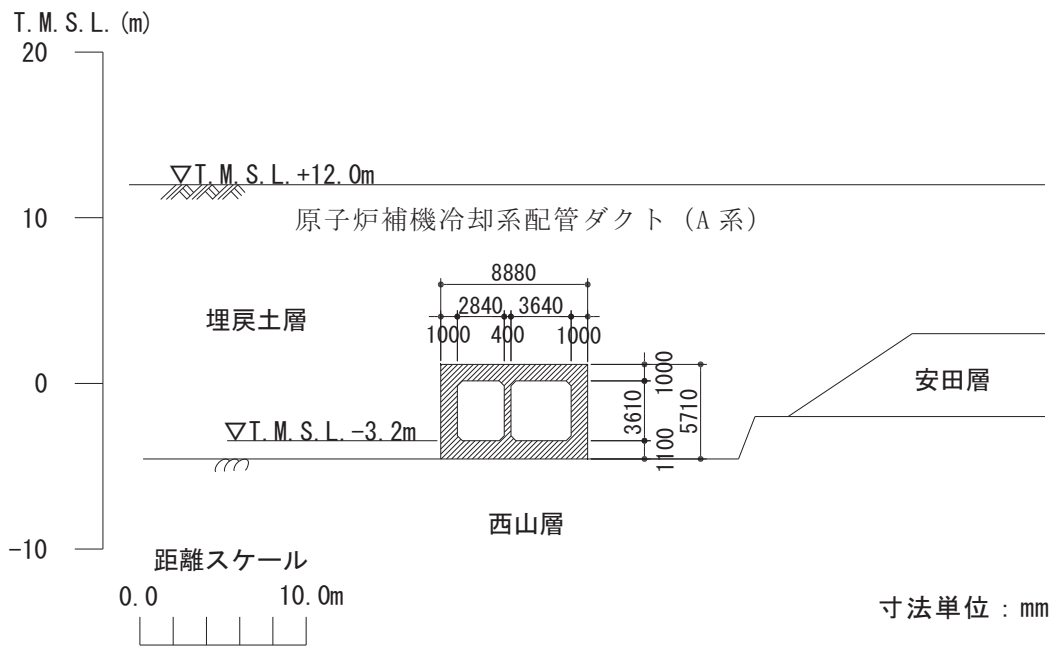 T.M.S.L.(m)
20
▽T.M.S.L.+12.0m
10
原子炉補機冷却系配管ダクト（A系）
8880
2840 3640
1000 400 1000
埋戻土層
1000
0
安田層
3610
5710
▽T.M.S.L.-3.2m
1100
西山層
-10
距離スケール
0.0 10.0m
寸法単位：mm